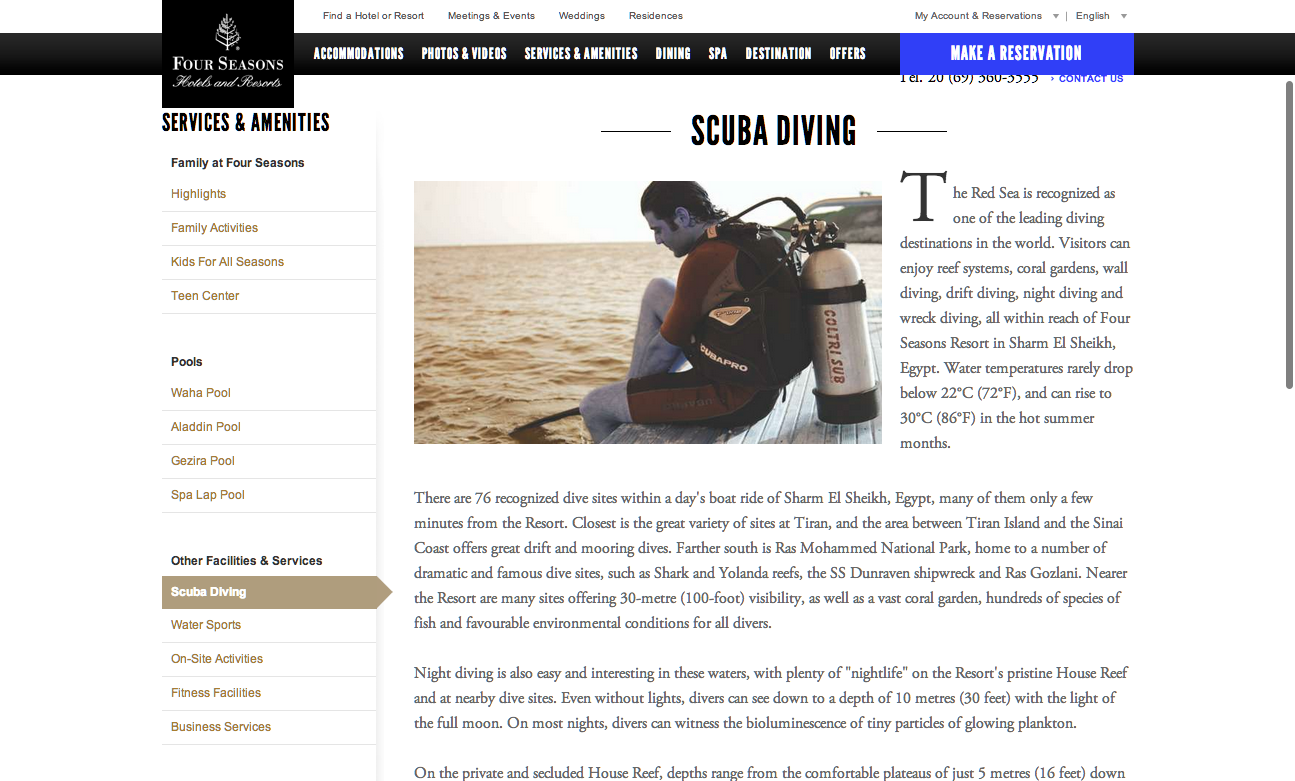 Find a Hotel or Resort Meetings & Events Weddings Residences My Account & Reservations | English
FOUR SEASONS
Hotels and Resorts
ACCOMMODATIONS PHOTOS & VIDEOS SERVICES & AMENITIES DINING SPA DESTINATION OFFERS MAKE A RESERVATION
Tel. 20 (69) 360-3555 › CONTACT US
SERVICES & AMENITIES
Family at Four Seasons
Highlights
Family Activities
Kids For All Seasons
Teen Center
Pools
Waha Pool
Aladdin Pool
Gezira Pool
Spa Lap Pool
Other Facilities & Services
Scuba Diving
Water Sports
On-Site Activities
Fitness Facilities
Business Services
SCUBA DIVING
SCUBAPRO
COLTRI SUB
The Red Sea is recognized as
one of the leading diving
destinations in the world. Visitors can
enjoy reef systems, coral gardens, wall
diving, drift diving, night diving and
wreck diving, all within reach of Four
Seasons Resort in Sharm El Sheikh,
Egypt. Water temperatures rarely drop
below 22°C (72°F), and can rise to
30°C (86°F) in the hot summer
months.
There are 76 recognized dive sites within a day's boat ride of Sharm El Sheikh, Egypt, many of them only a few
minutes from the Resort. Closest is the great variety of sites at Tiran, and the area between Tiran Island and the Sinai
Coast offers great drift and mooring dives. Farther south is Ras Mohammed National Park, home to a number of
dramatic and famous dive sites, such as Shark and Yolanda reefs, the SS Dunraven shipwreck and Ras Gozlani. Nearer
the Resort are many sites offering 30-metre (100-foot) visibility, as well as a vast coral garden, hundreds of species of
fish and favourable environmental conditions for all divers.
Night diving is also easy and interesting in these waters, with plenty of "nightlife" on the Resort's pristine House Reef
and at nearby dive sites. Even without lights, divers can see down to a depth of 10 metres (30 feet) with the light of
the full moon. On most nights, divers can witness the bioluminescence of tiny particles of glowing plankton.
On the private and secluded House Reef, depths range from the comfortable plateaus of just 5 metres (16 feet) down